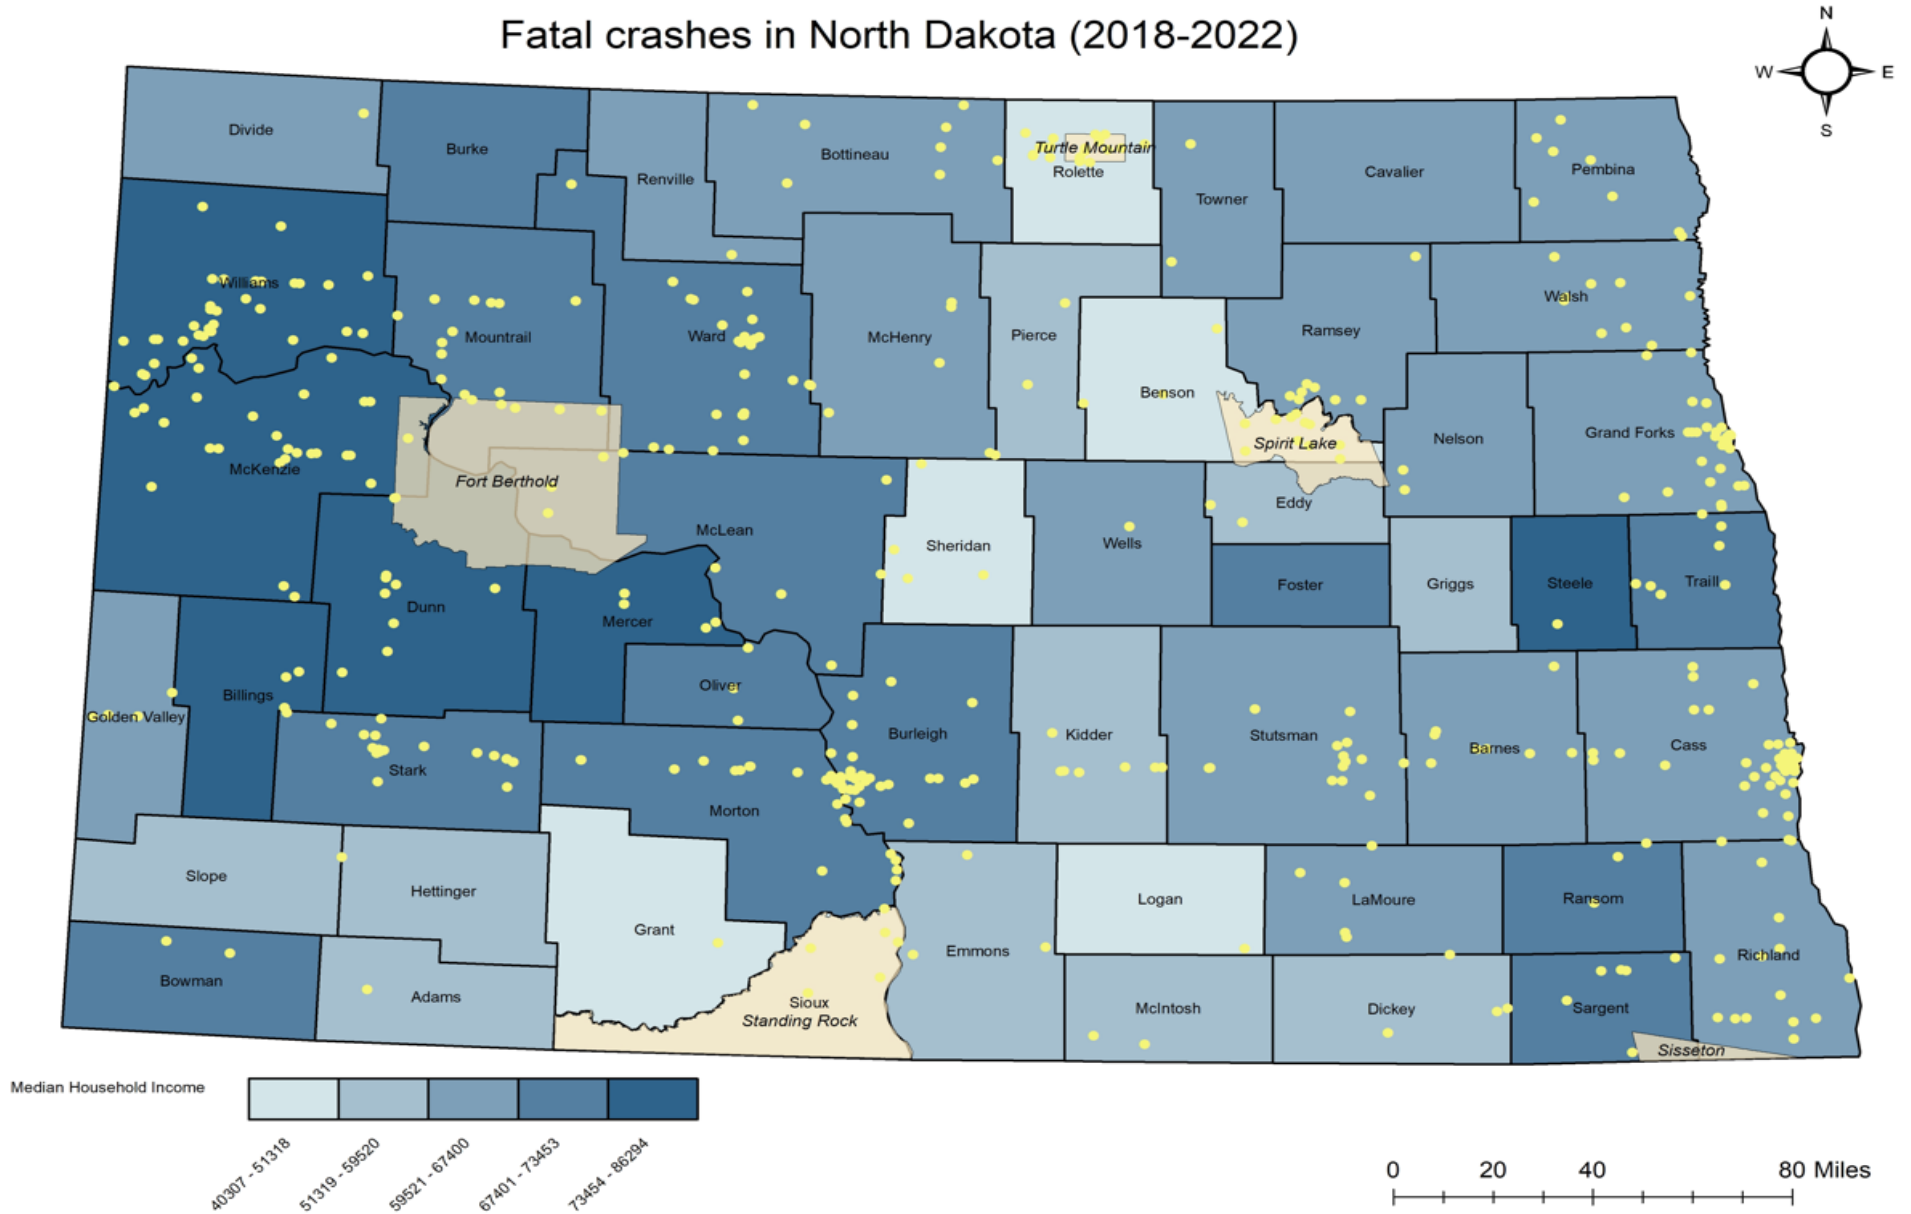 Fatal crashes in North Dakota (2018-2022)
N
W
E
S
Divide
Burke
Renville
Bottineau
Turtle Mountain
Rolette
Towner
Cavalier
Pembina
Williams
Mountrail
Ward
McHenry
Pierce
Benson
Ramsey
Walsh
McKenzie
Fort Berthold
Spirit Lake
Nelson
Grand Forks
McLean
Sheridan
Wells
Eddy
Foster
Griggs
Steele
Traill
Dunn
Mercer
Oliver
Golden Valley
Billings
Stark
Morton
Burleigh
Kidder
Stutsman
Barnes
Cass
Slope
Hettinger
Grant
Emmons
Logan
LaMoure
Ransom
Richland
Bowman
Adams
Sioux
Standing Rock
McIntosh
Dickey
Sargent
Sisseton
Median Household Income
40307 - 51318
51319 - 59520
59521 - 67400
67401 - 73453
73454 - 86294
0 20 40 80 Miles